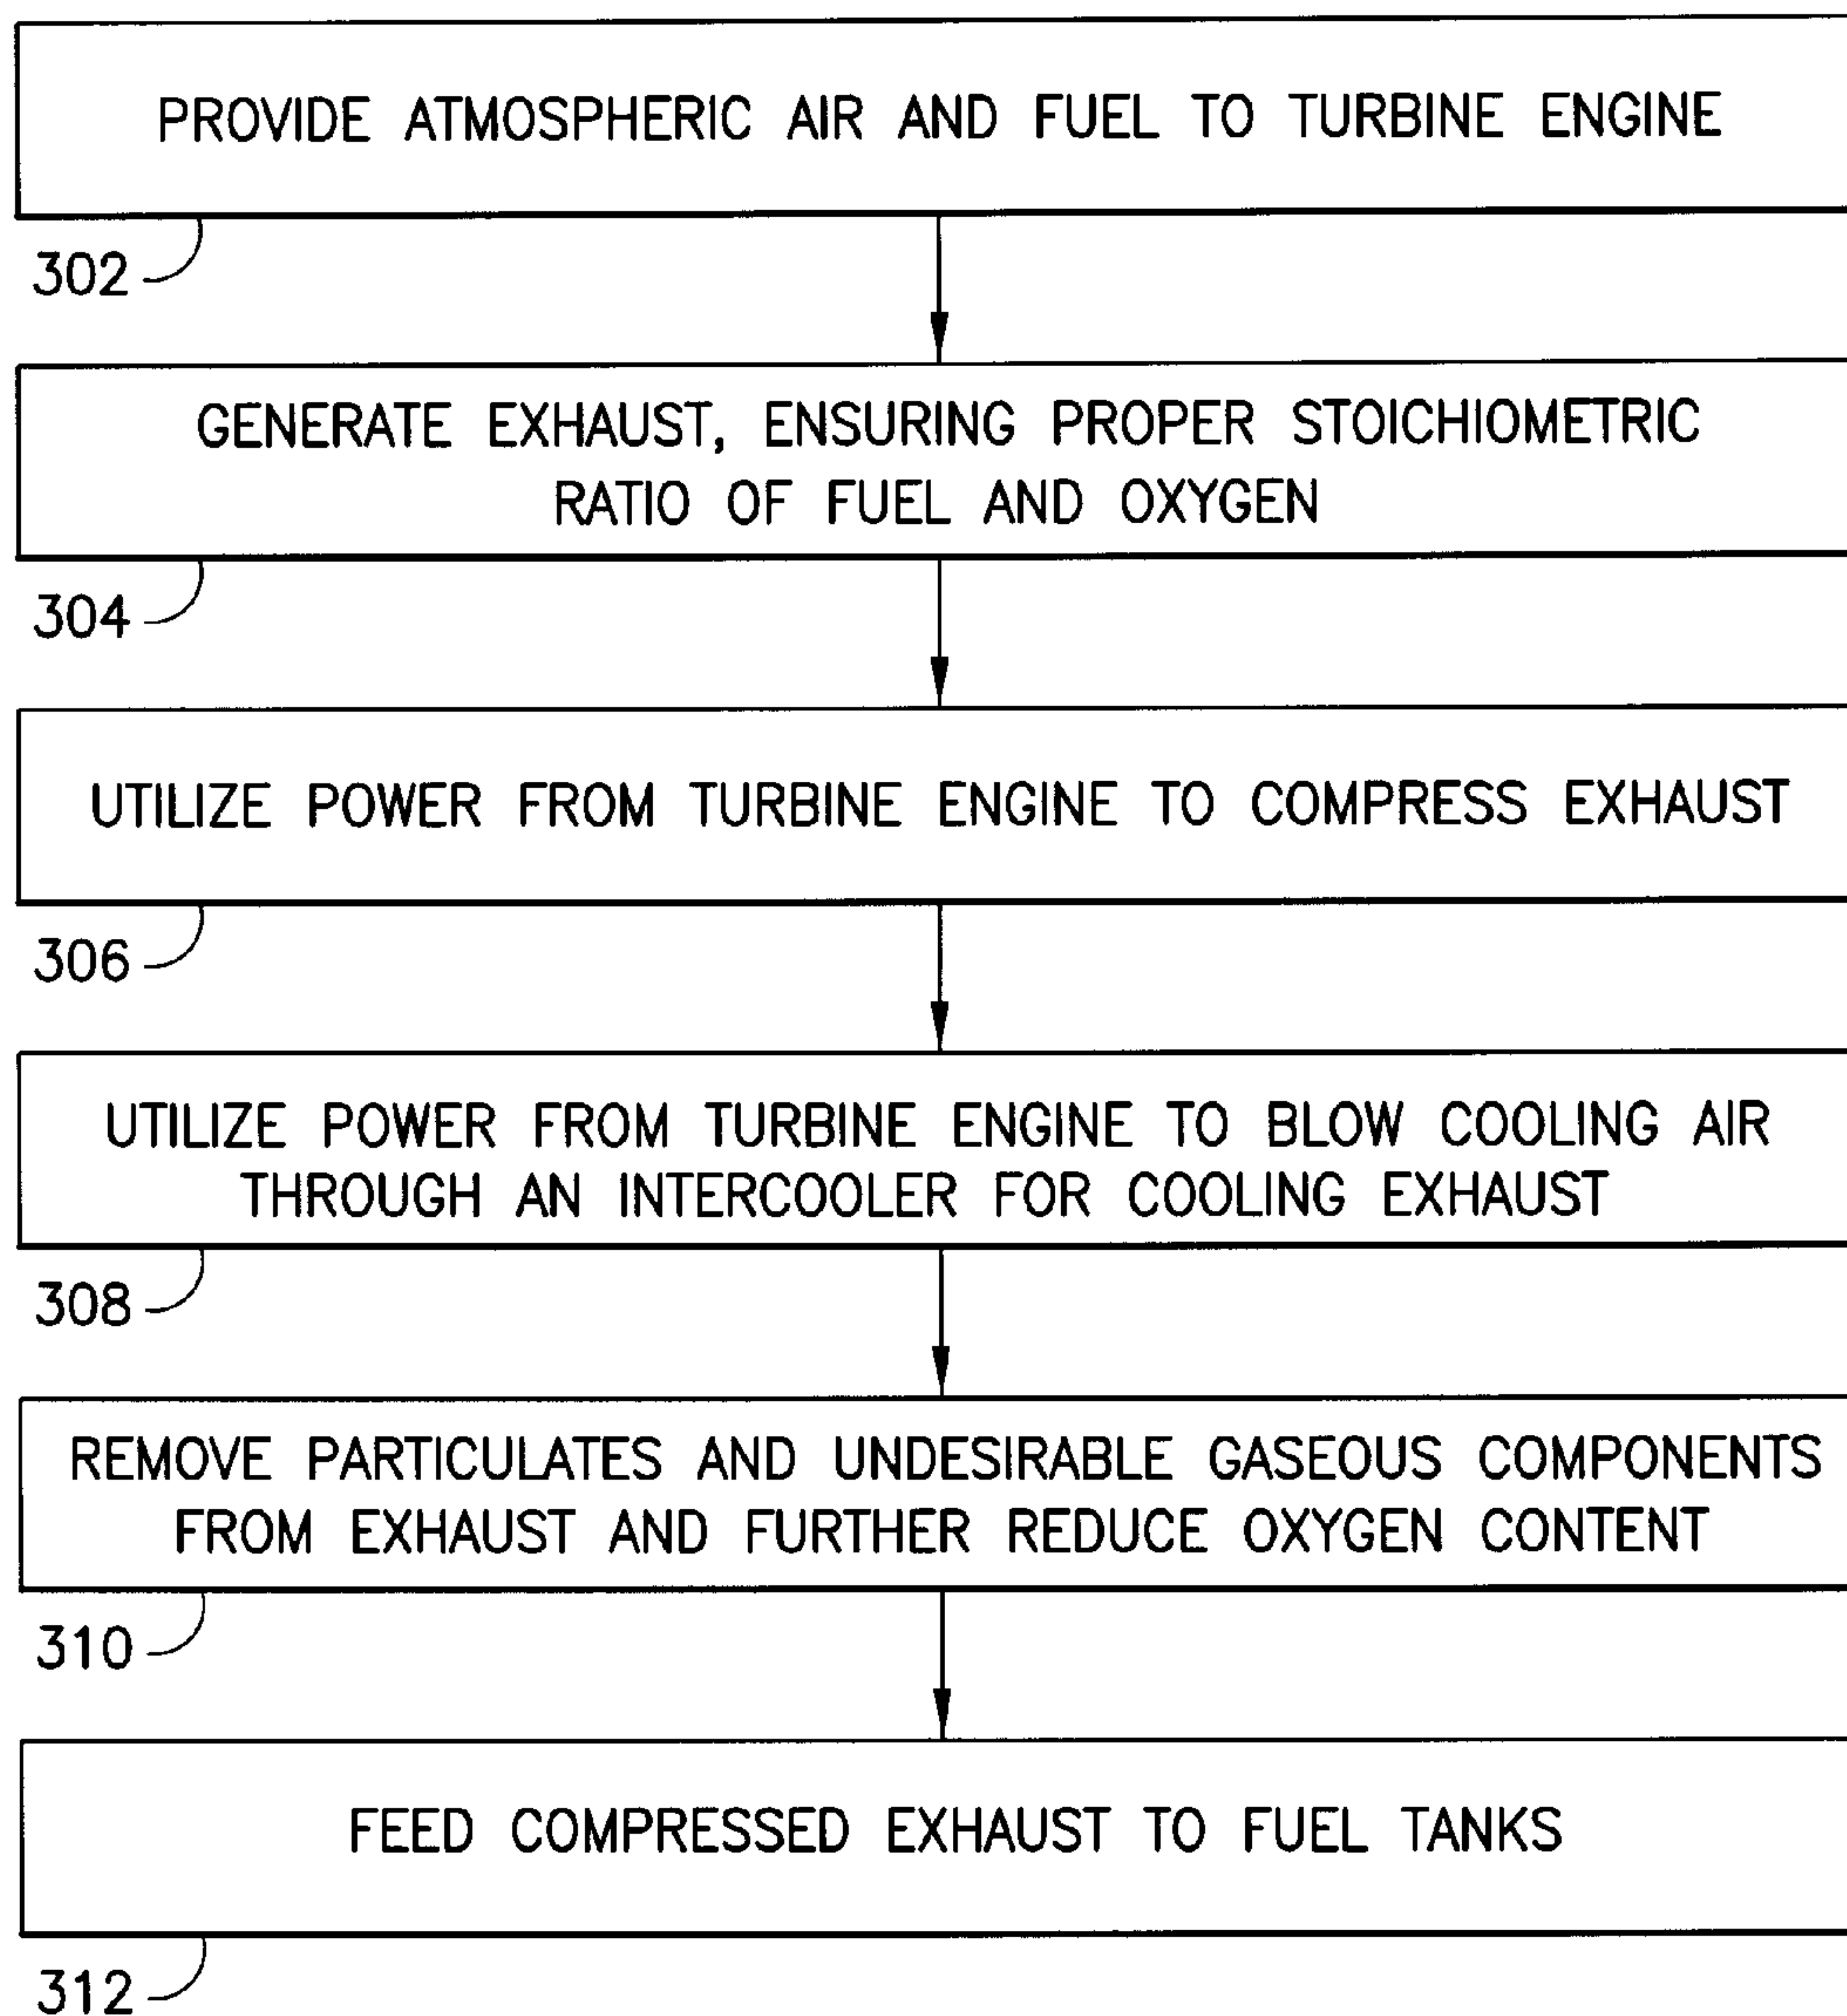 PROVIDE ATMOSPHERIC AIR AND FUEL TO TURBINE ENGINE
302
GENERATE EXHAUST, ENSURING PROPER STOICHIOMETRIC
RATIO OF FUEL AND OXYGEN
304
UTILIZE POWER FROM TURBINE ENGINE TO COMPRESS EXHAUST
306
UTILIZE POWER FROM TURBINE ENGINE TO BLOW COOLING AIR
THROUGH AN INTERCOOLER FOR COOLING EXHAUST
308
REMOVE PARTICULATES AND UNDESIRABLE GASEOUS COMPONENTS
FROM EXHAUST AND FURTHER REDUCE OXYGEN CONTENT
310
FEED COMPRESSED EXHAUST TO FUEL TANKS
312